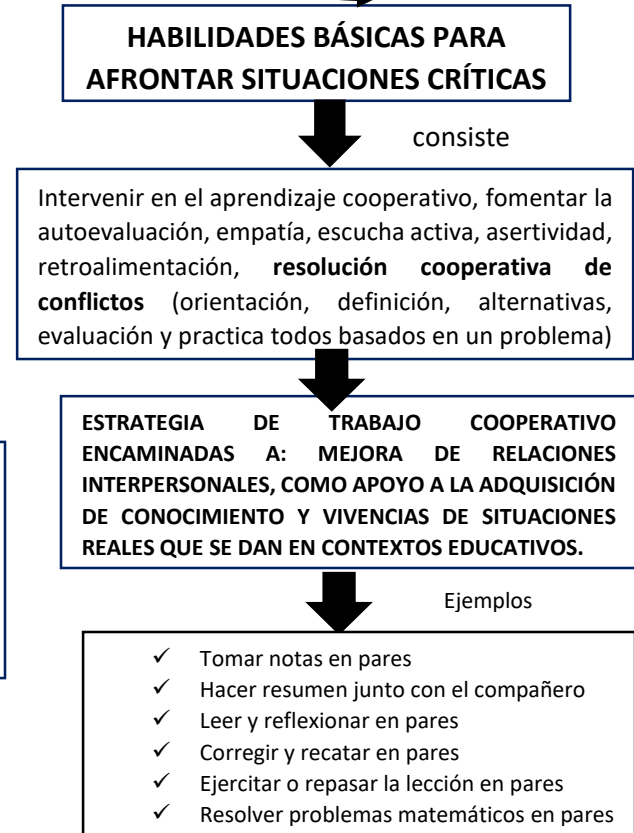 HABILIDADES BÁSICAS PARA
AFRONTAR SITUACIONES CRÍTICAS
consiste
Intervenir en el aprendizaje cooperativo, fomentar la
autoevaluación, empatía, escucha activa, asertividad,
retroalimentación, resolución cooperativa de
conflictos (orientación, definición, alternativas,
evaluación y practica todos basados en un problema)
ESTRATEGIA DE TRABAJO COOPERATIVO
ENCAMINADAS A: MEJORA DE RELACIONES
INTERPERSONALES, COMO APOYO A LA ADQUISICIÓN
DE CONOCIMIENTO Y VIVENCIAS DE SITUACIONES
REALES QUE SE DAN EN CONTEXTOS EDUCATIVOS.
Ejemplos
✓ Tomar notas en pares
✓ Hacer resumen junto con el compañero
✓ Leer y reflexionar en pares
✓ Corregir y recatar en pares
✓ Ejercitar o repasar la lección en pares
✓ Resolver problemas matemáticos en pares